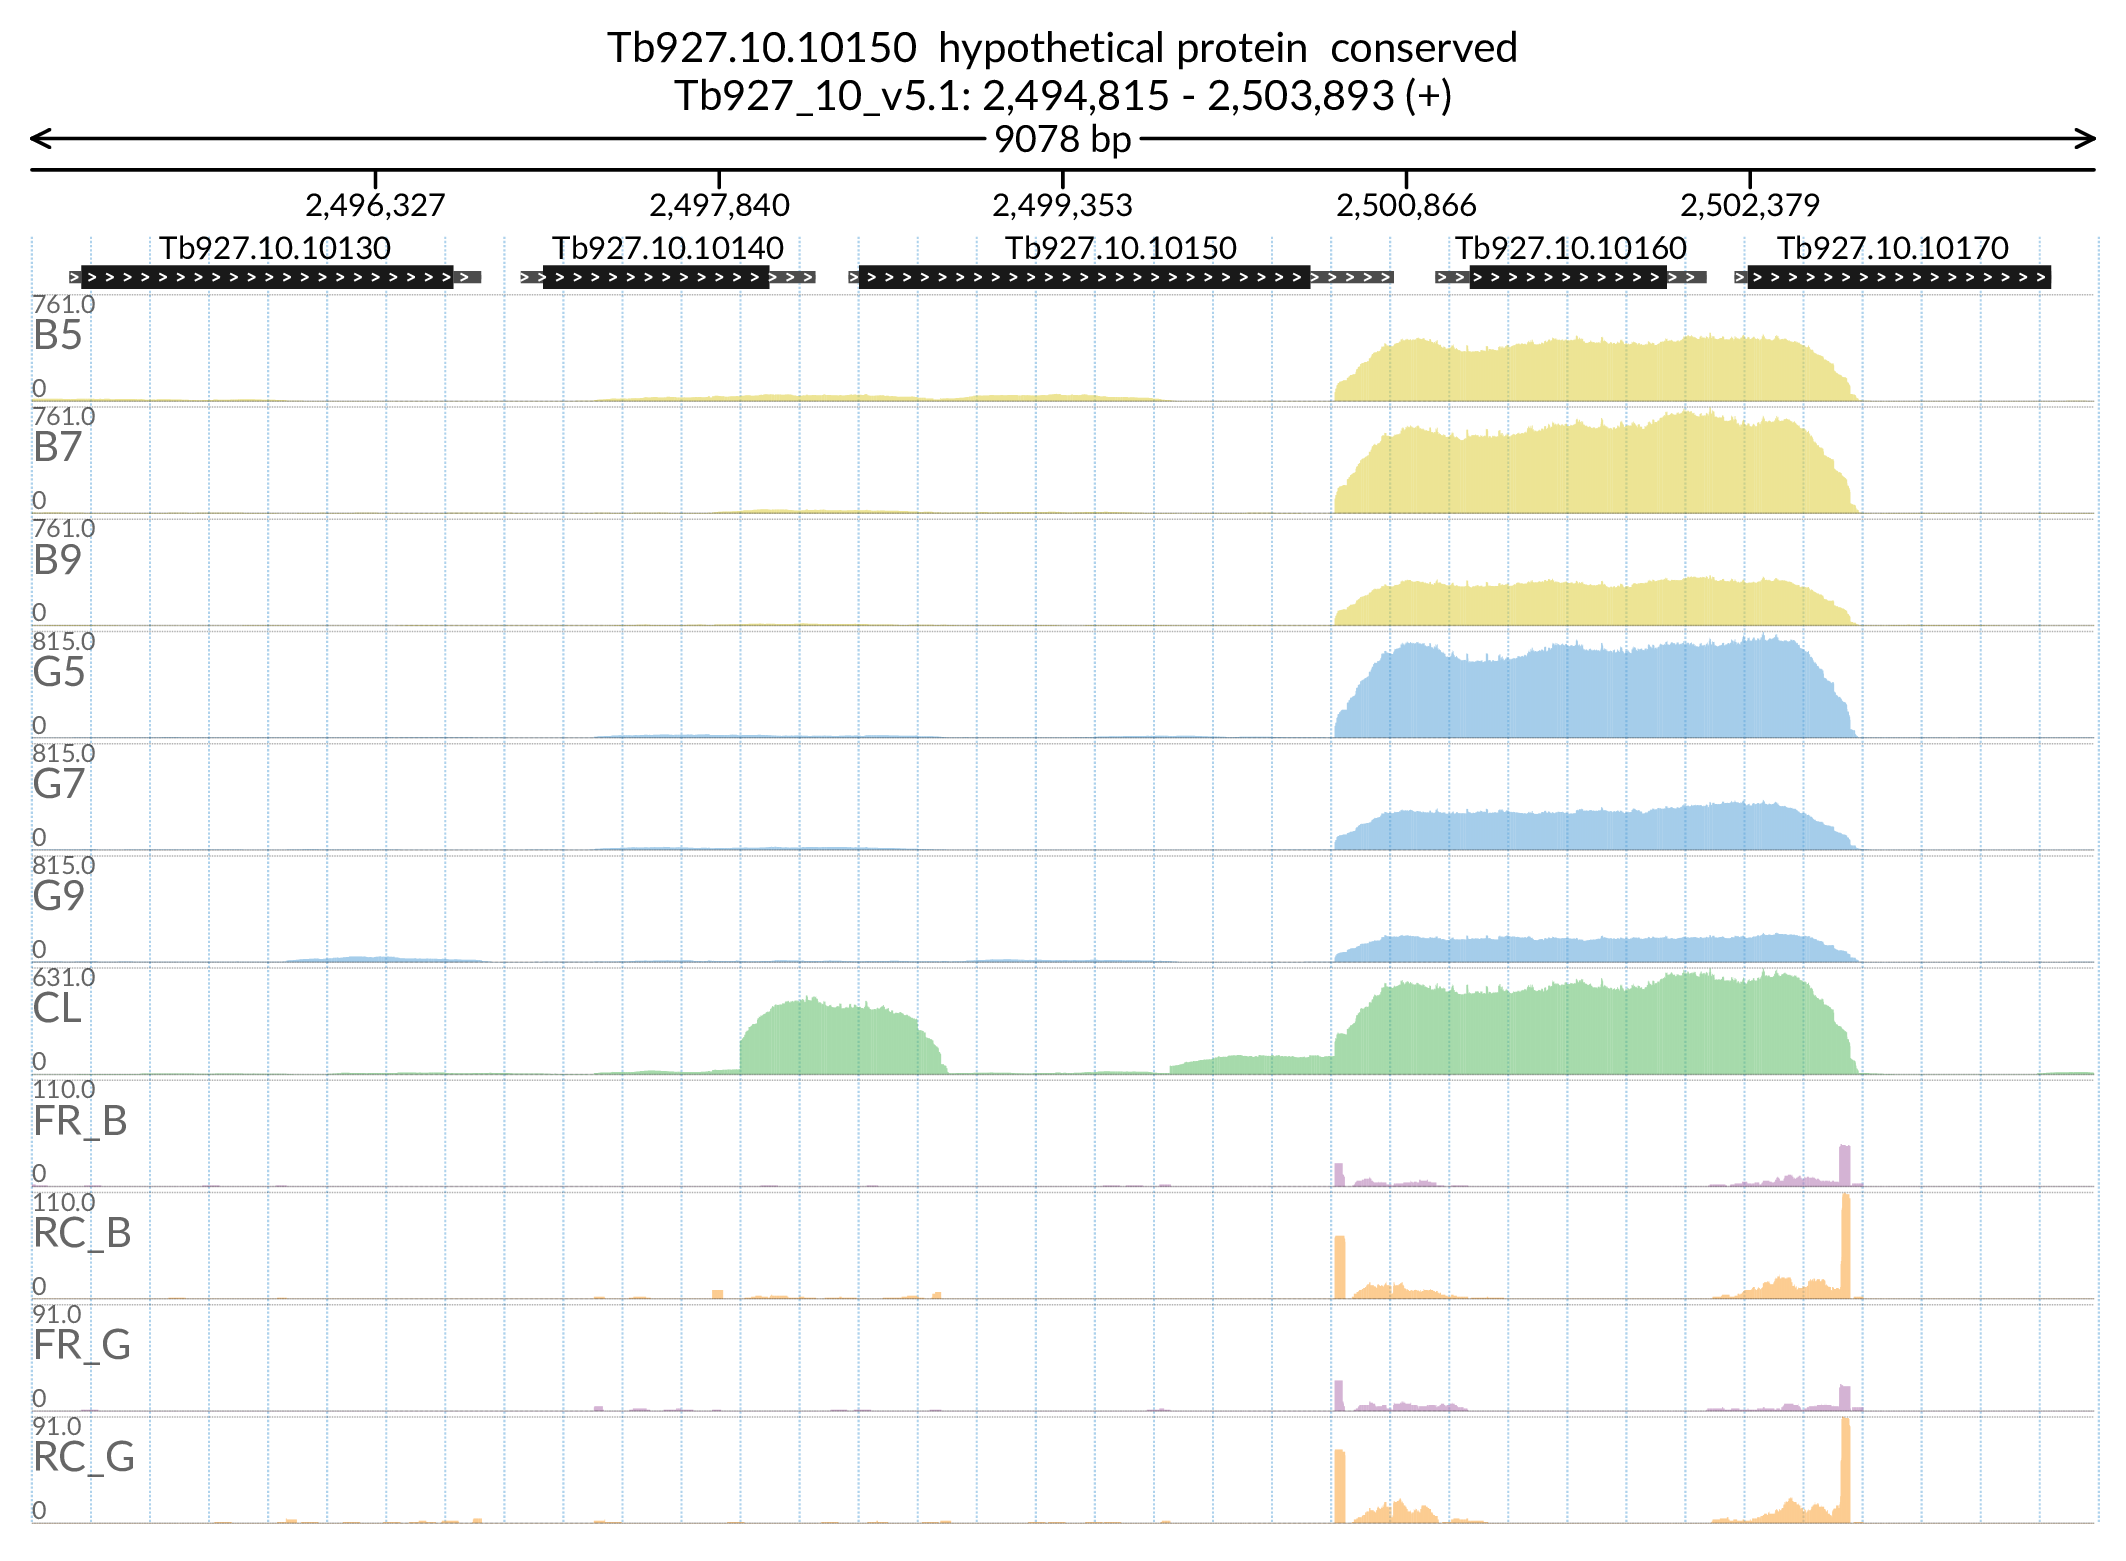 Tb927.10.10150 hypothetical protein conserved
Tb927_10_v5.1: 2,494,815 - 2,503,893 (+)
9078 bp
2,496,327 2,497,840 2,499,353 2,500,866 2,502,379
Tb927.10.10130 Tb927.10.10140 Tb927.10.10150 Tb927.10.10160 Tb927.10.10170
761.0
B5
0
761.0
B7
0
761.0
B9
0
815.0
G5
0
815.0
G7
0
815.0
G9
0
631.0
CL
0
110.0
FR_B
0
110.0
RC_B
0
91.0
FR_G
0
91.0
RC_G
0